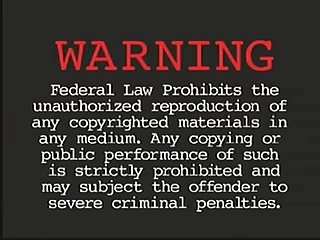 WARNING
Federal Law Prohibits the
unauthorized reproduction of
any copyrighted materials in
any medium. Any copying or
public performance of such
is strictly prohibited and
may subject the offender to
severe criminal penalties.